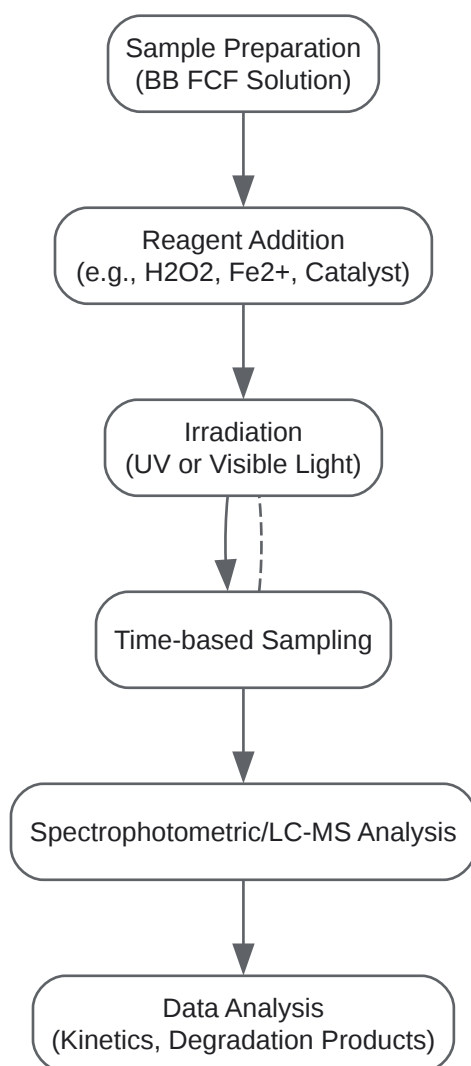 Sample Preparation
(BB FCF Solution)
Reagent Addition
(e.g., H2O2, Fe2+, Catalyst)
Irradiation
(UV or Visible Light)
Time-based Sampling
Spectrophotometric/LC-MS Analysis
Data Analysis
(Kinetics, Degradation Products)